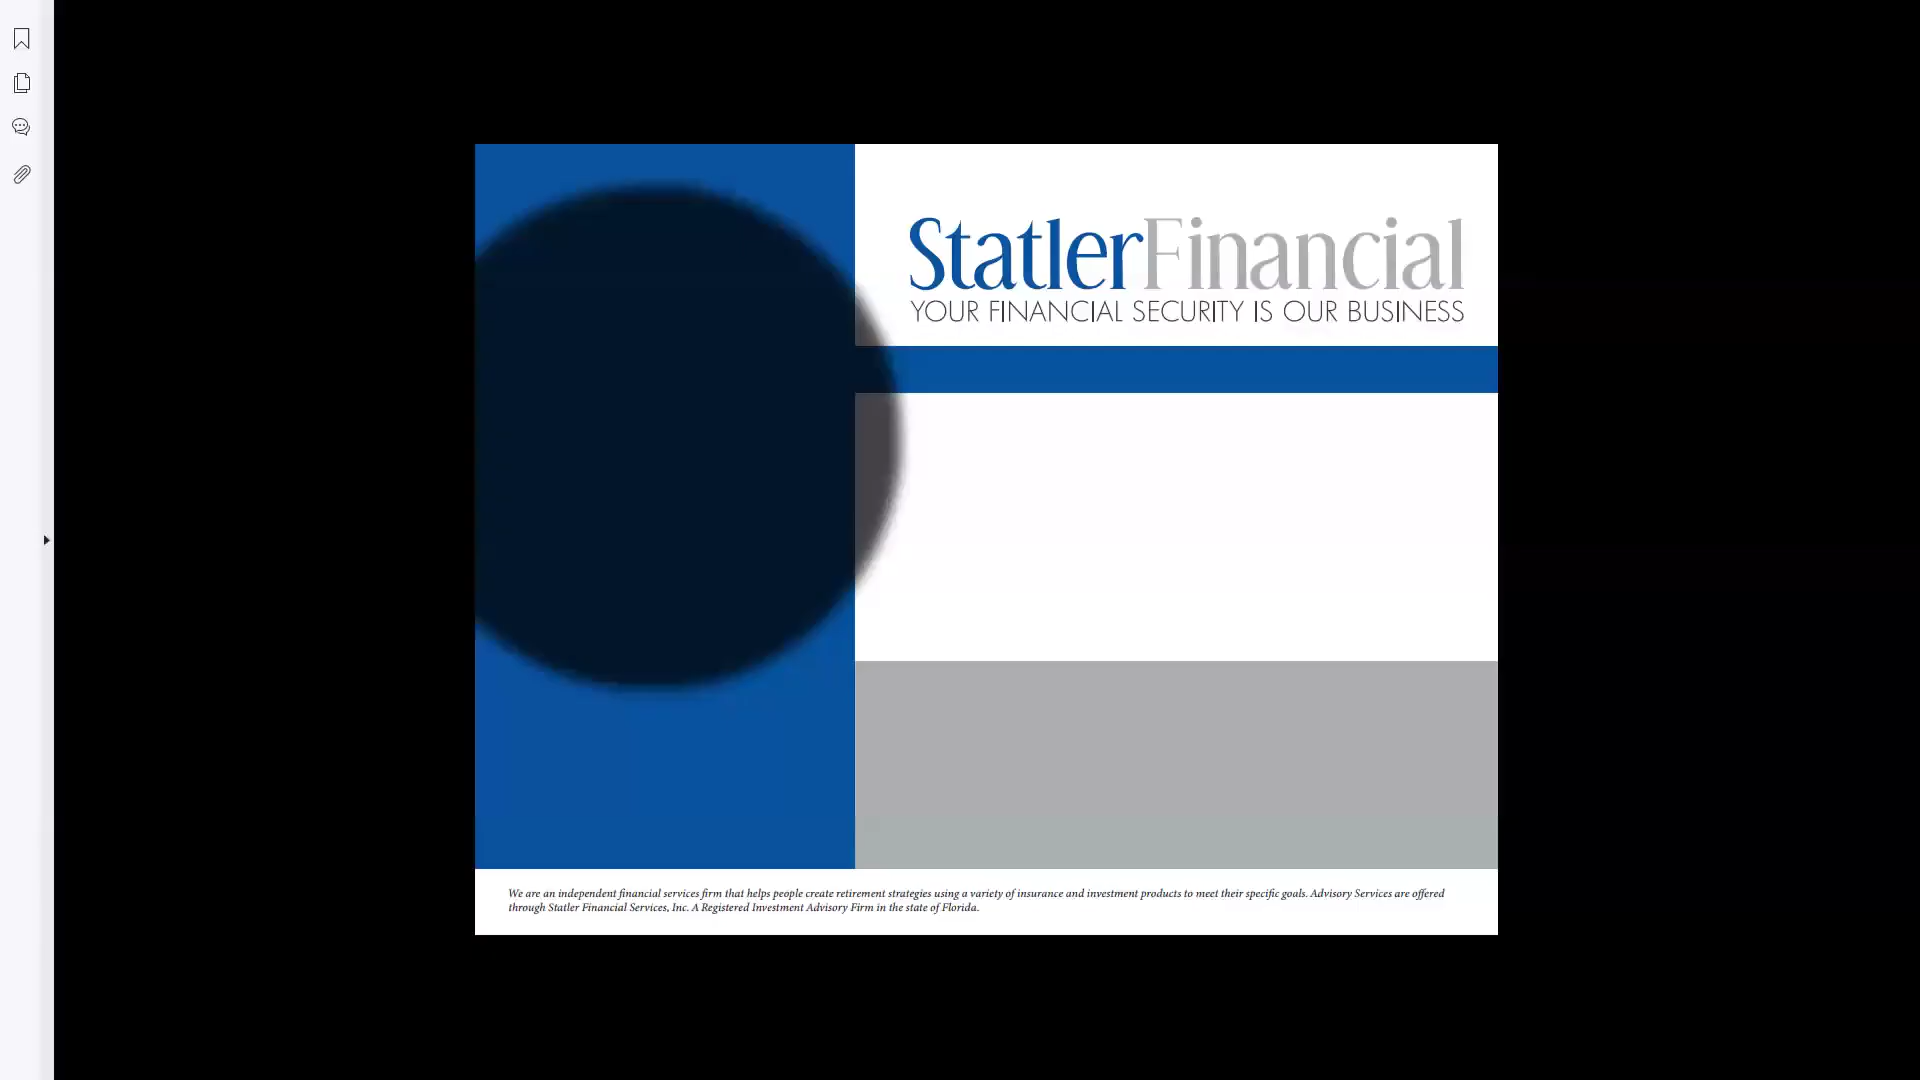 StatlerFinancial
YOUR FINANCIAL SECURITY IS OUR BUSINESS
We are an independent financial services firm that helps people create retirement strategies using a variety of insurance and investment products to meet their specific goals. Advisory Services are offered
through Statler Financial Services, Inc. A Registered Investment Advisory Firm in the state of Florida.